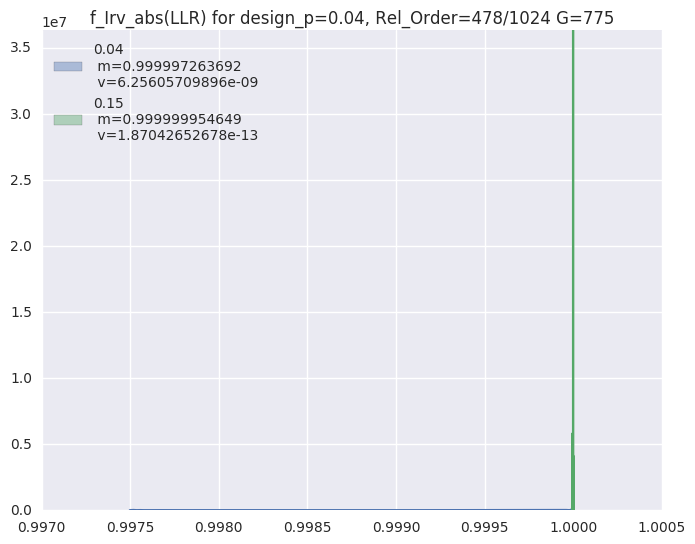 f_Irv_abs(LLR) for design_p=0.04, Rel_Order=478/1024 G=775
1e7
0.04
m=0.999997263692
v=6.25605709896e-09
0.15
m=0.999999954649
v=1.87042652678e-13
3.5
3.0
2.5
2.0
1.5
1.0
0.5
0.0
0.9970 0.9975 0.9980 0.9985 0.9990 0.9995 1.0000 1.0005